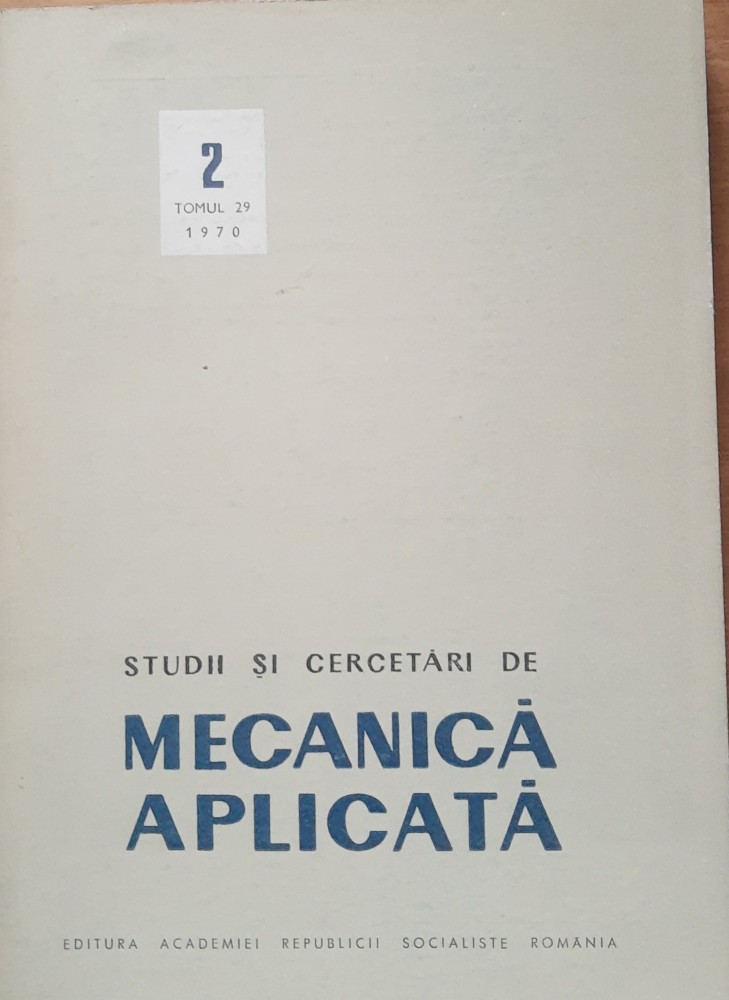 2
TOMUL 29
1970
STUDII ȘI CERCETĂRI DE
MECANICĂ
APLICATĂ
EDITURA ACADEMIEI REPUBLICII SOCIALISTE ROMÂNIA